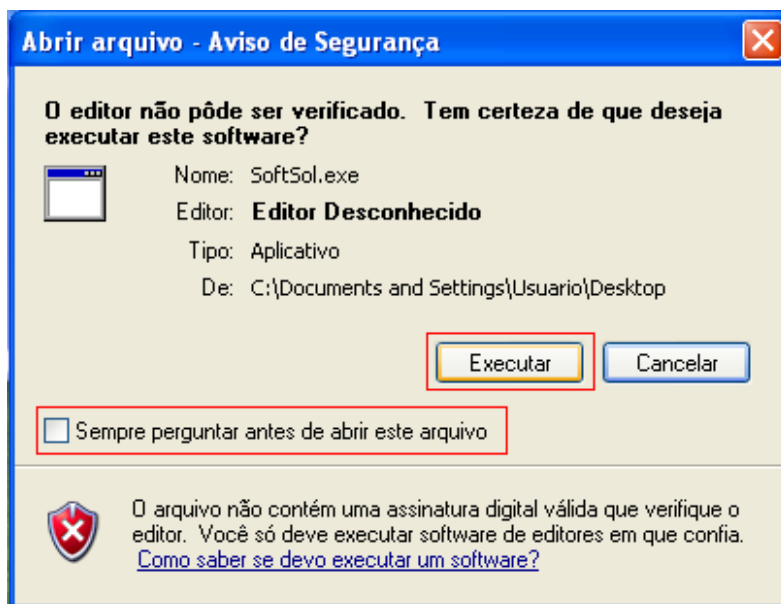 Abrir arquivo - Aviso de Segurança
O editor não pôde ser verificado. Tem certeza de que deseja
executar este software?
Nome: SoftSol.exe
Editor: Editor Desconhecido
Tipo: Aplicativo
De: C:\Documents and Settings\Usuario\Desktop
Executar Cancelar
Sempre perguntar antes de abrir este arquivo
O arquivo não contém uma assinatura digital válida que verifique o
editor. Você só deve executar software de editores em que confia.
Como saber se devo executar um software?